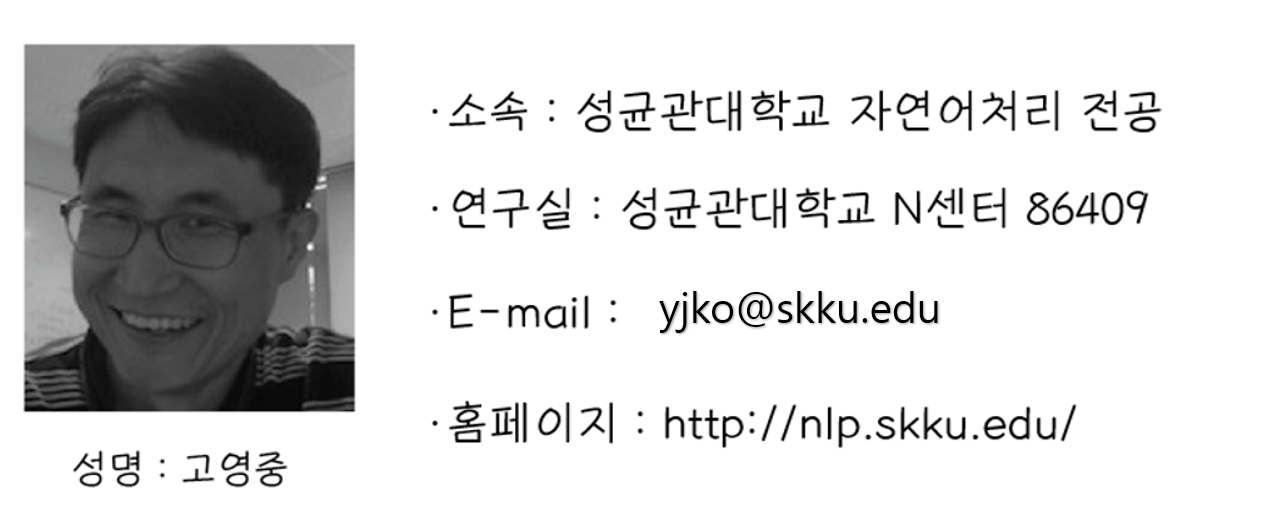 · 소속 : 성균관대학교 자연어처리 전공
· 연구실 : 성균관대학교 N센터 86409
· E-mail : yjko@skku.edu
· 홈페이지 : http://nlp.skku.edu/
성명 : 고영중